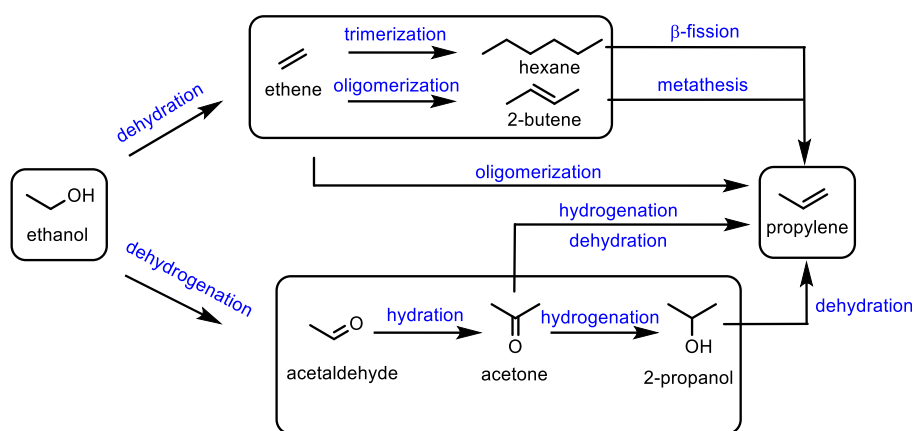 trimerization
β-fission
hexane
ethene
oligomerization
metathesis
2-butene
dehydration
oligomerization
OH
ethanol
hydrogenation
dehydration
propylene
dehydrogenation
O
hydration
hydrogenation
dehydration
O
OH
acetaldehyde
acetone
2-propanol